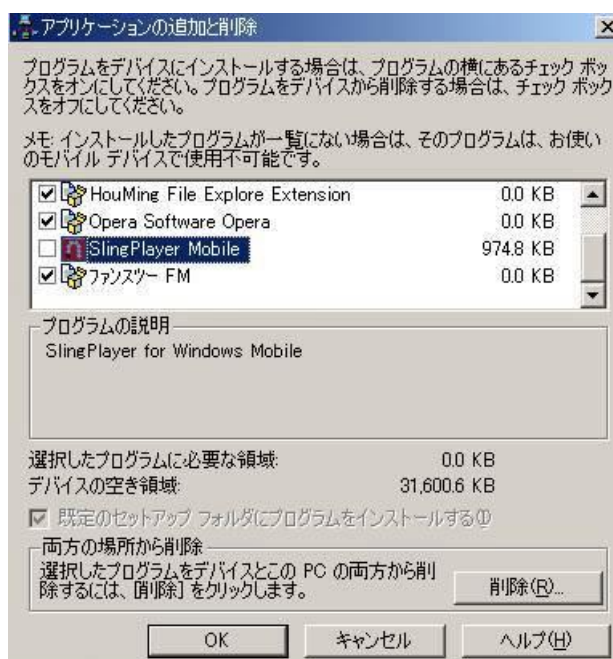 アプリケーションの追加と削除
プログラムをデバイスにインストールする場合は、プログラムの横にあるチェック ボッ
クスをオンにしてください。プログラムをデバイスから削除する場合は、チェック ボック
スをオフにしてください。
メモ: インストールしたプログラムが一覧にない場合は、そのプログラムは、お使い
のモバイル デバイスで使用不可能です。
HouMing File Explore Extension 0.0 KB
Opera Software Opera 0.0 KB
SlingPlayer Mobile 974.8 KB
ファンスツー FM 0.0 KB
プログラムの説明
SlingPlayer for Windows Mobile
選択したプログラムに必要な領域: 0.0 KB
デバイスの空き領域: 31,600.6 KB
既定のセットアップ フォルダにプログラムをインストールする(I)
両方の場所から削除
選択したプログラムをデバイスとこの PC の両方から削
除するには、[削除] をクリックします。
削除(R)...
OK キャンセル ヘルプ(H)